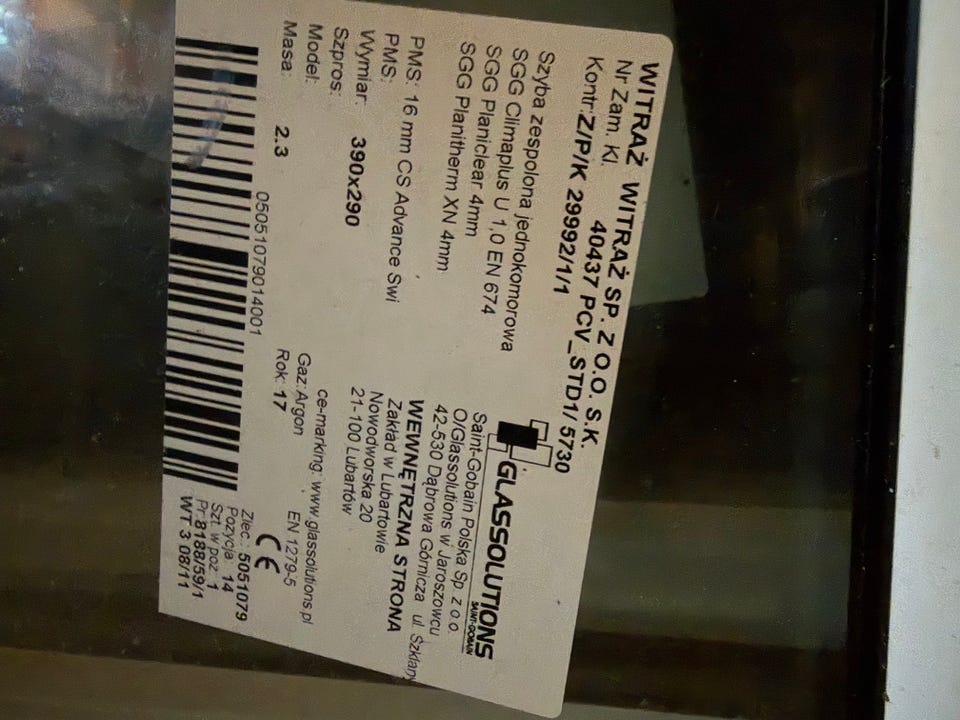 WITRAŻ WITRAŻ SP. Z O.O. S.K.
Nr Zam. Kl. 40437 PCV_STD1/ 5730
Kontr:Z/P/K 29992/1/1
Szyba zespolona jednokomorowa
SGG Climaplus U 1,0 EN 674
SGG Planiclear 4mm
SGG Planitherm XN 4mm
PMS: 16 mm CS Advance Swi
PMS:
Wymiar: 390x290
Szpros:
Model:
Masa: 2.3
GLASSOLUTIONS
SAINT-GOBAIN
Saint-Gobain Polska Sp. z o.o.
O/Glassolutions w Jaroszowcu
42-530 Dąbrowa Górnicza ul. Szklany
WEWNĘTRZNA STRONA
Zakład w Lubartowie
Nowodworska 20
21-100 Lubartów
ce-marking: www.glassolutions.pl
Gaz:Argon EN 1279-5
Rok: 17 CE
05051079014001
Zlec.: 5051079
Pozycja: 14
Szt. w poz: 1
Pr:8188/59/1
WT 3 08/11